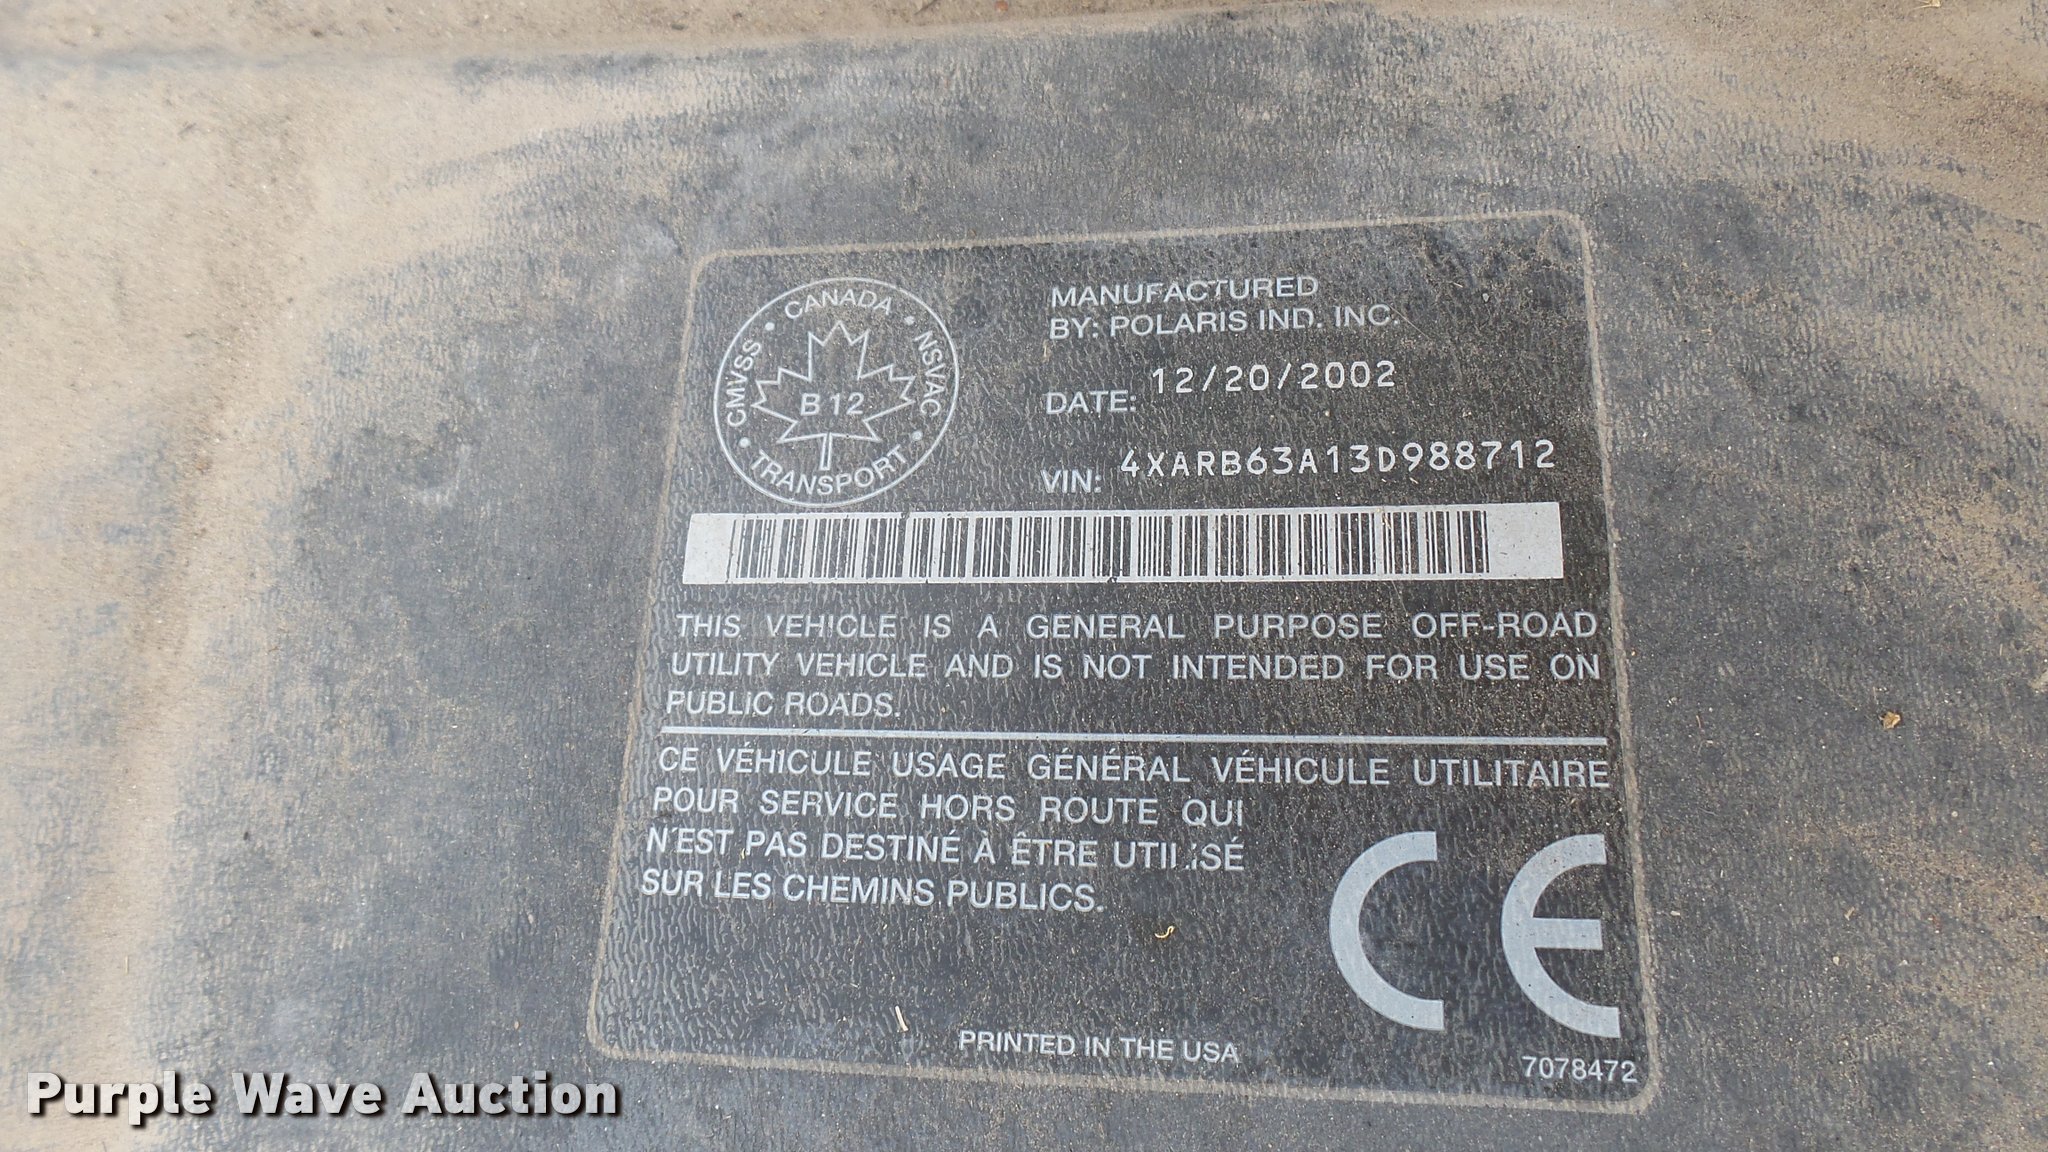 CANADA • NSVAC • TRANSPORT • CMVSS •
B 12
MANUFACTURED
BY: POLARIS IND. INC.
DATE: 12/20/2002
VIN: 4XARB63A13D988712
THIS VEHICLE IS A GENERAL PURPOSE OFF-ROAD
UTILITY VEHICLE AND IS NOT INTENDED FOR USE ON
PUBLIC ROADS.
CE VÉHICULE USAGE GÉNÉRAL VÉHICULE UTILITAIRE
POUR SERVICE HORS ROUTE QUI
N'EST PAS DESTINÉ À ÊTRE UTILISÉ
SUR LES CHEMINS PUBLICS.
CE
PRINTED IN THE USA
7078472
Purple Wave Auction